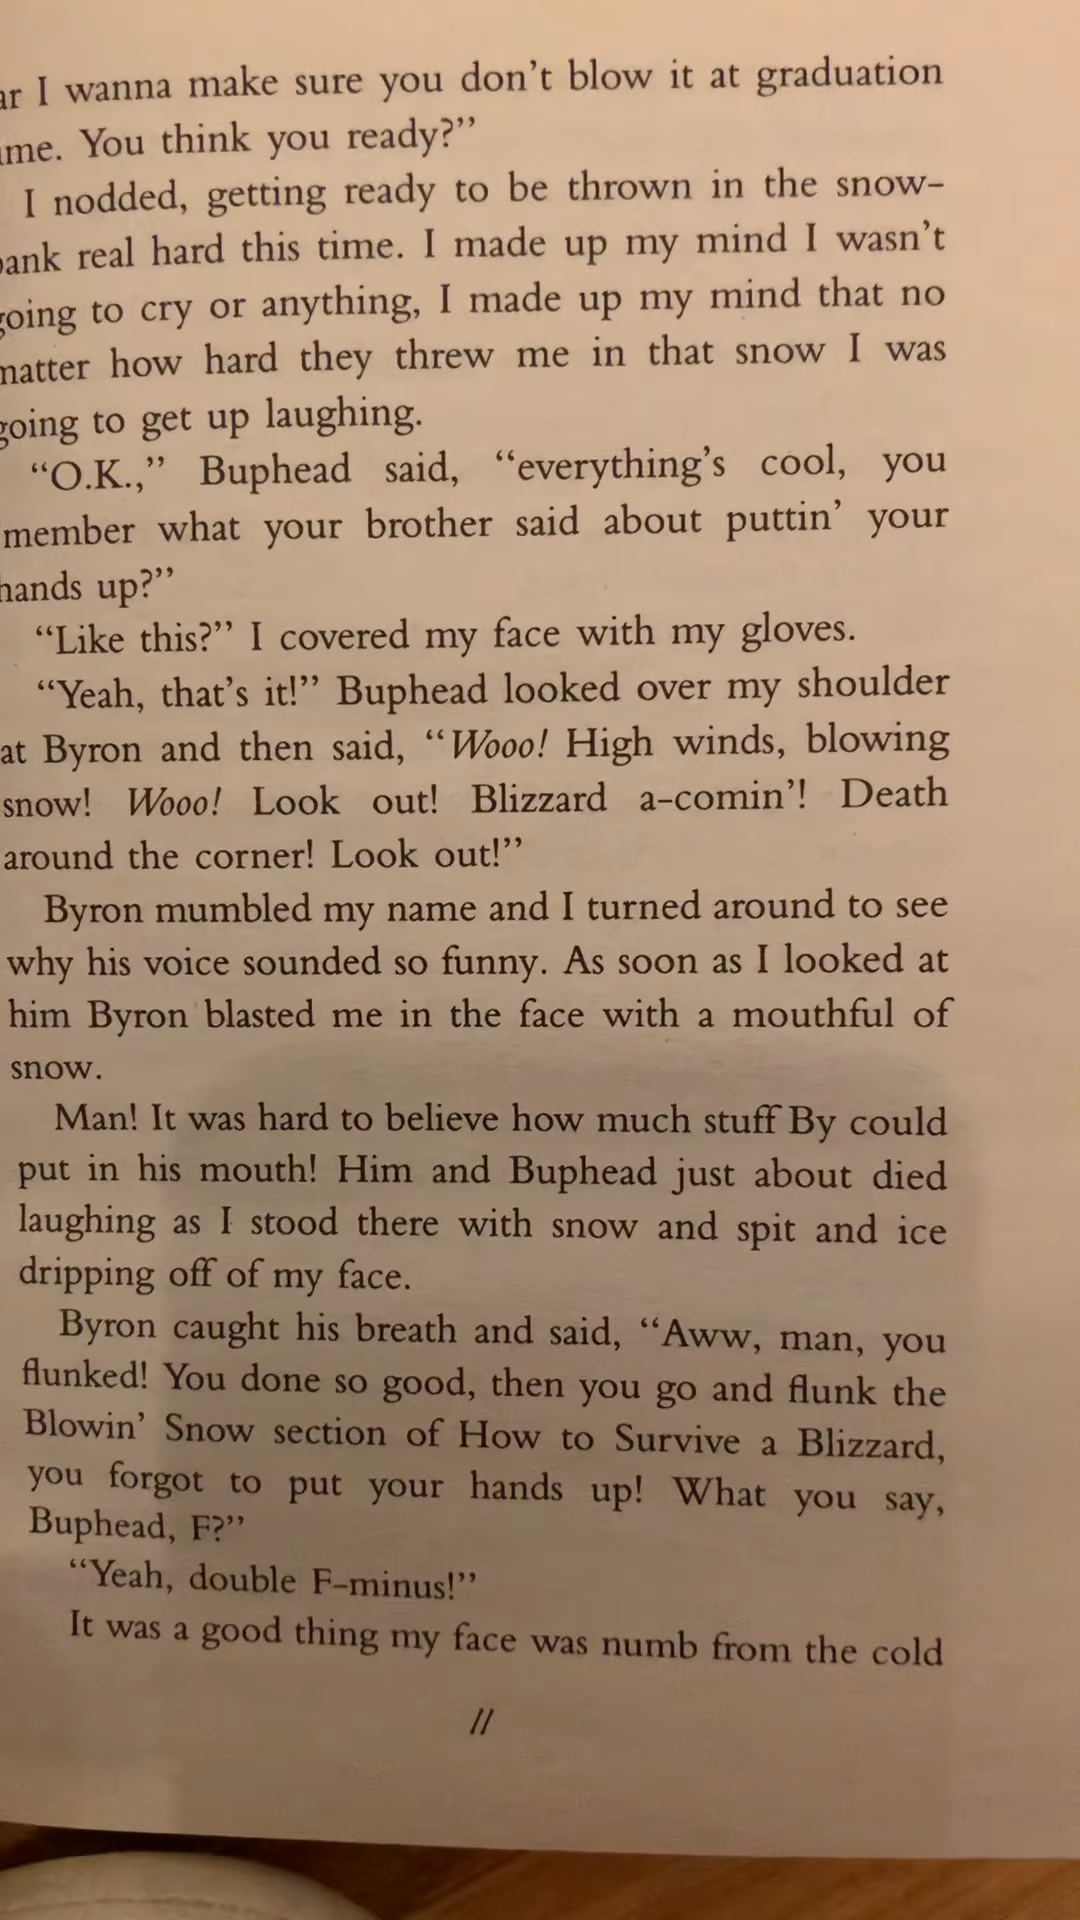 I wanna make sure you don't blow it at graduation
You think you ready?"
I nodded, getting ready to be thrown in the snow-
real hard this time. I made up my mind I wasn't
going to cry or anything, I made up my mind that no
matter how hard they threw me in that snow I was
going to get up laughing.
"O.K.," Buphead said, "everything's cool, you
member what your brother said about puttin' your
hands up?"
"Like this?" I covered my face with my gloves.
"Yeah, that's it!" Buphead looked over my shoulder
at Byron and then said, "Wooo! High winds, blowing
snow! Wooo! Look out! Blizzard a-comin'! Death
around the corner! Look out!"
Byron mumbled my name and I turned around to see
why his voice sounded so funny. As soon as I looked at
him Byron blasted me in the face with a mouthful of
snow.
Man! It was hard to believe how much stuff By could
put in his mouth! Him and Buphead just about died
laughing as I stood there with snow and spit and ice
dripping off of my face.
Byron caught his breath and said, "Aww, man, you
flunked! You done so good, then you go and flunk the
Blowin' Snow section of How to Survive a Blizzard,
you forgot to put your hands up! What you say,
Buphead, F?"
"Yeah, double F-minus!"
It was a good thing my face was numb from the cold
11